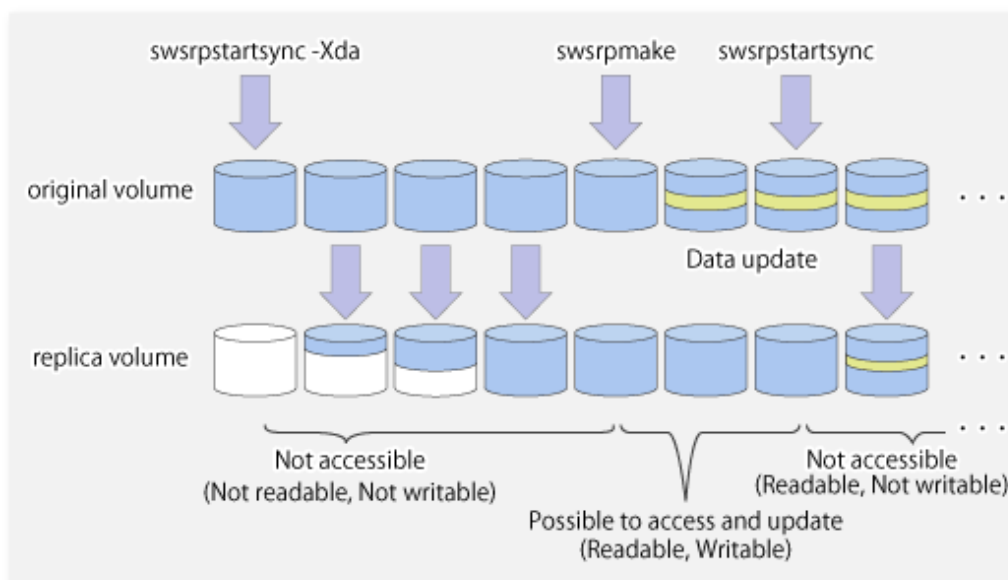 swsrpstartsync -Xda
swsrpmake
swsrpstartsync
original volume
. . .
Data update
replica volume
. . .
. . .
Not accessible
(Not readable, Not writable)
Not accessible
(Readable, Not writable)
Possible to access and update
(Readable, Writable)